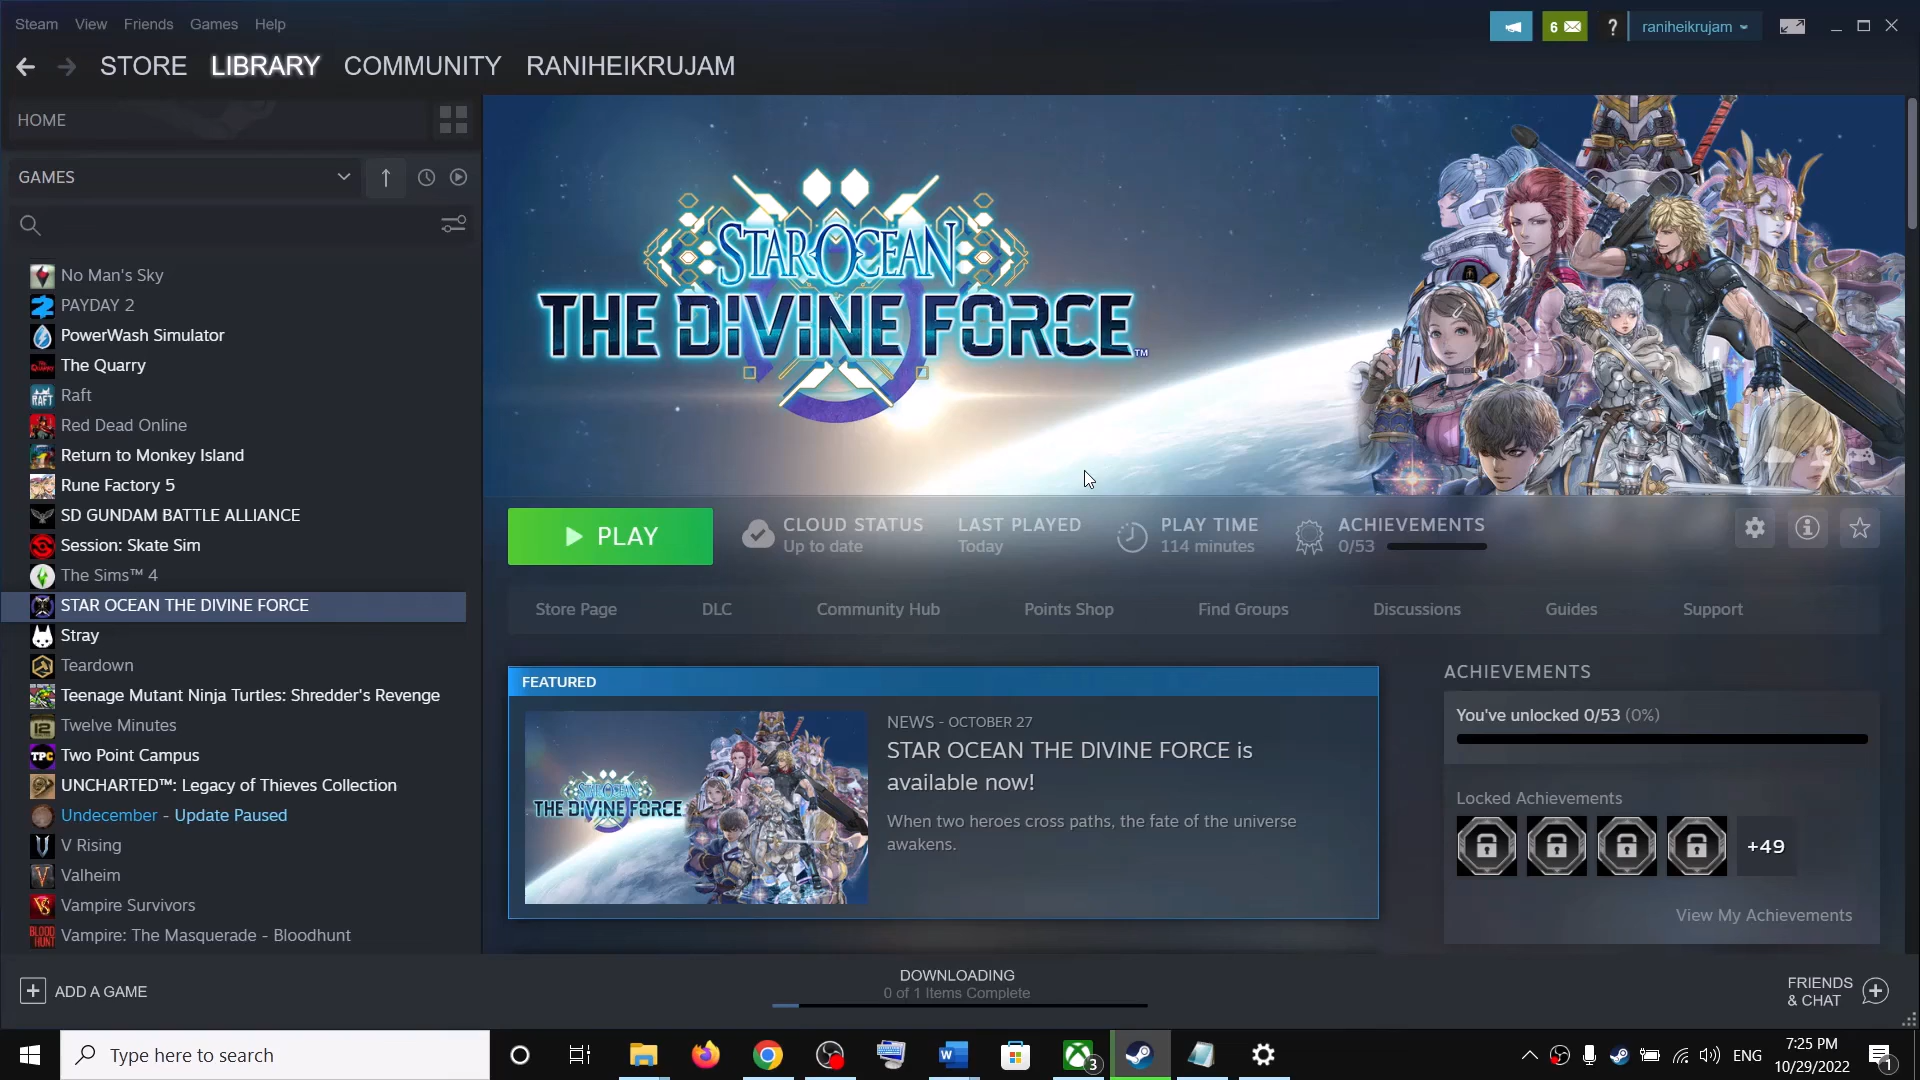 Steam View Friends Games Help
6 ? raniheikrujam
STORE LIBRARY COMMUNITY RANIHEIKRUJAM
HOME
GAMES
No Man's Sky
PAYDAY 2
PowerWash Simulator
The Quarry
Raft
Red Dead Online
Return to Monkey Island
Rune Factory 5
SD GUNDAM BATTLE ALLIANCE
Session: Skate Sim
The Sims™ 4
STAR OCEAN THE DIVINE FORCE
Stray
Teardown
Teenage Mutant Ninja Turtles: Shredder's Revenge
Twelve Minutes
Two Point Campus
UNCHARTED™: Legacy of Thieves Collection
Undecember - Update Paused
V Rising
Valheim
Vampire Survivors
Vampire: The Masquerade - Bloodhunt
STAR OCEAN
THE DIVINE FORCE™
PLAY
CLOUD STATUS
Up to date
LAST PLAYED
Today
PLAY TIME
114 minutes
ACHIEVEMENTS
0/53
Store Page DLC Community Hub Points Shop Find Groups Discussions Guides Support
FEATURED
STAR OCEAN
THE DIVINE FORCE
NEWS - OCTOBER 27
STAR OCEAN THE DIVINE FORCE is
available now!
When two heroes cross paths, the fate of the universe
awakens.
ACHIEVEMENTS
You've unlocked 0/53 (0%)
Locked Achievements
+49
View My Achievements
ADD A GAME
DOWNLOADING
0 of 1 Items Complete
FRIENDS
& CHAT
Type here to search
3
ENG
7:25 PM
10/29/2022
1